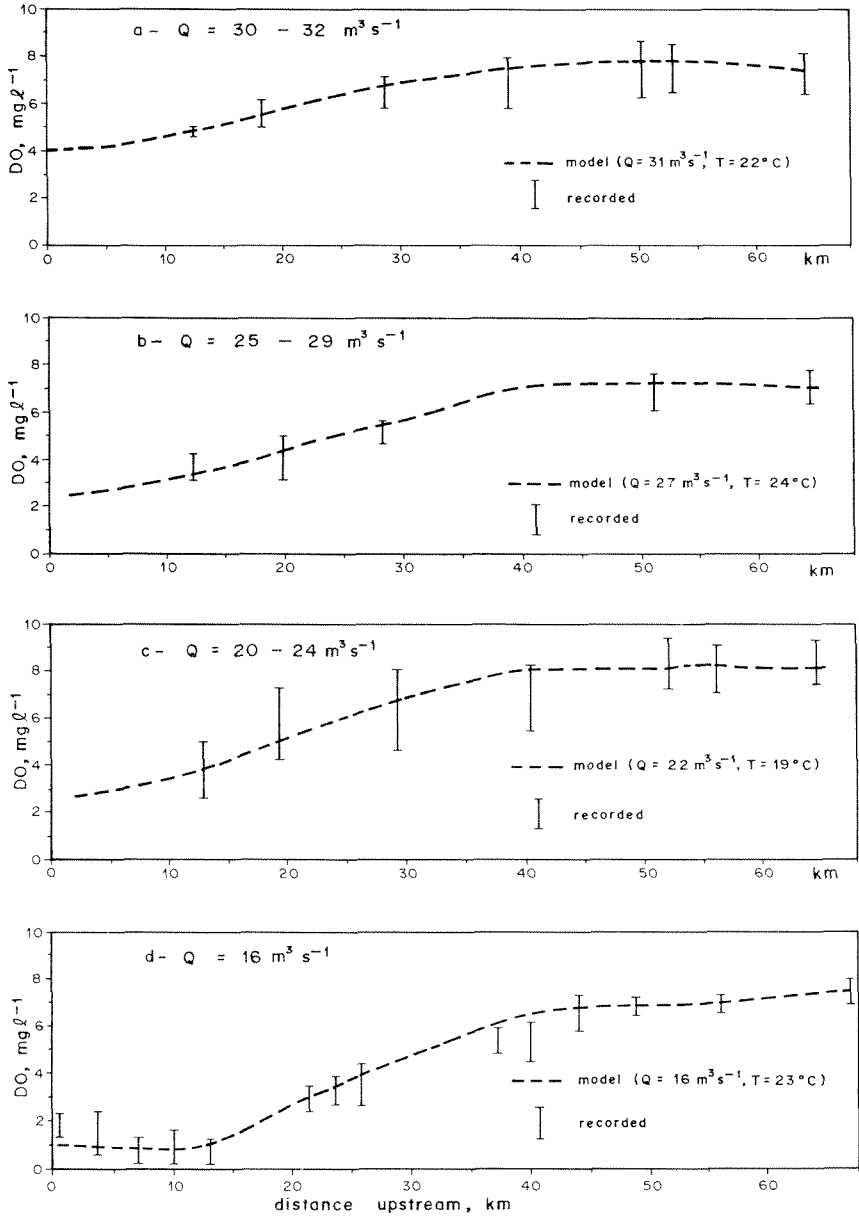 a - Q = 30 - 32 m³ s⁻¹
DO, mg ℓ⁻¹
10
8
6
4
2
0
model (Q = 31 m³ s⁻¹, T = 22°C)
recorded
0 10 20 30 40 50 60 km
b - Q = 25 - 29 m³ s⁻¹
DO, mg ℓ⁻¹
10
8
6
4
2
0
model (Q = 27 m³ s⁻¹, T = 24°C)
recorded
0 10 20 30 40 50 60 km
c - Q = 20 - 24 m³ s⁻¹
DO, mg ℓ⁻¹
10
8
6
4
2
0
model (Q = 22 m³ s⁻¹, T = 19°C)
recorded
0 10 20 30 40 50 60 km
d - Q = 16 m³ s⁻¹
DO, mg ℓ⁻¹
10
8
6
4
2
0
model (Q = 16 m³ s⁻¹, T = 23°C)
recorded
0 10 20 30 40 50 60
distance upstream, km